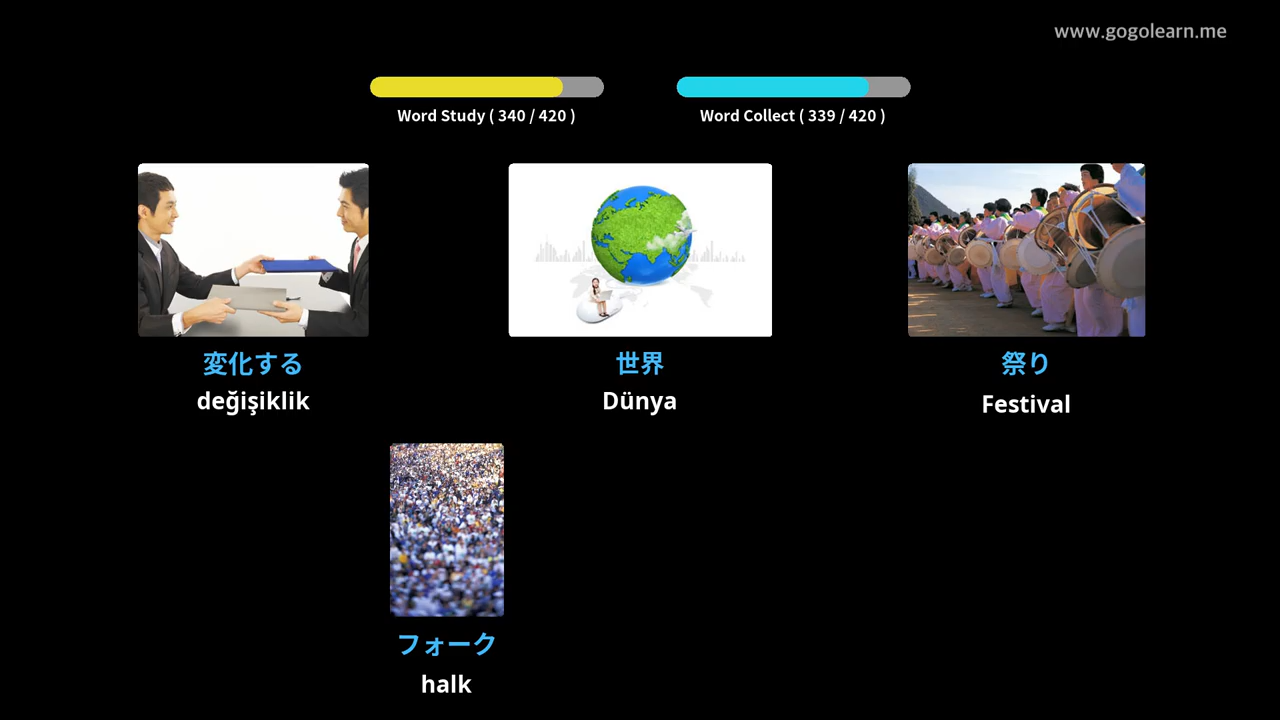 www.gogolearn.me
Word Study ( 340 / 420 )
Word Collect ( 339 / 420 )
変化する
değişiklik
世界
Dünya
祭り
Festival
フォーク
halk